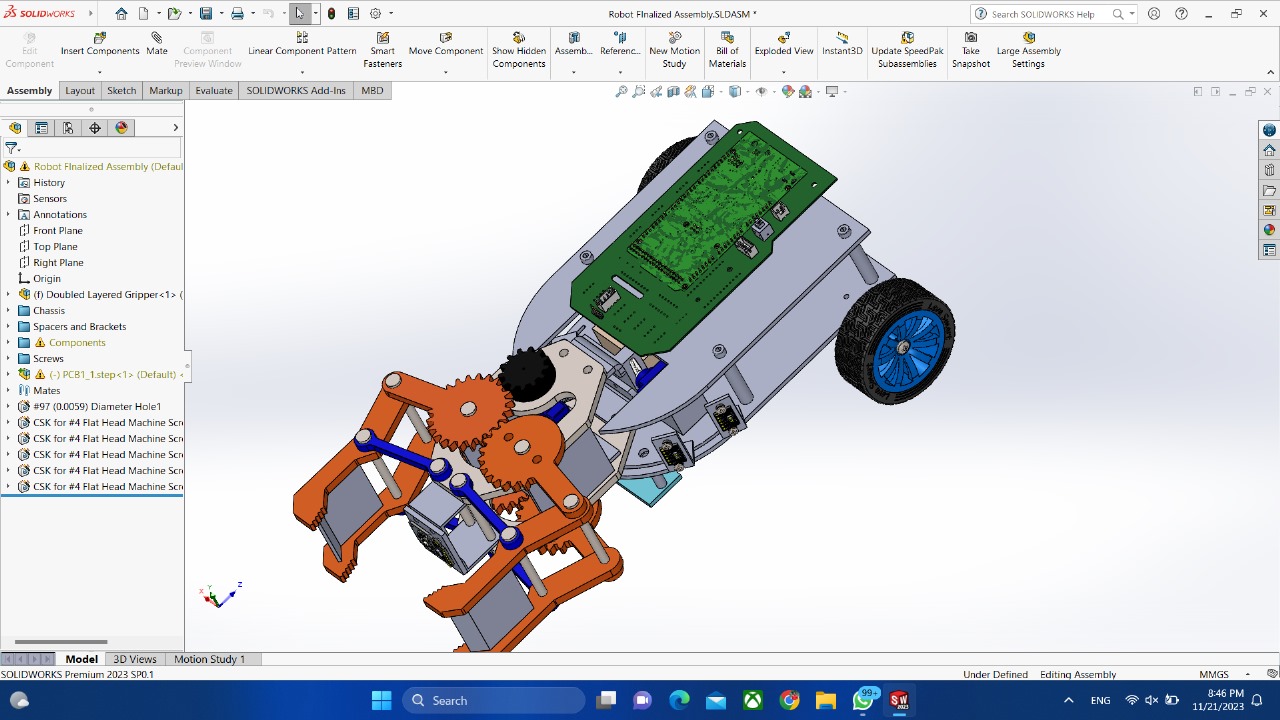 SOLIDWORKS
Robot FInalized Assembly.SLDASM *
Search SOLIDWORKS Help
Edit Component
Insert Components
Mate
Component Preview Window
Linear Component Pattern
Smart Fasteners
Move Component
Show Hidden Components
Assemb...
Referenc...
New Motion Study
Bill of Materials
Exploded View
Instant3D
Update SpeedPak Subassemblies
Take Snapshot
Large Assembly Settings
Assembly Layout Sketch Markup Evaluate SOLIDWORKS Add-Ins MBD
Robot FInalized Assembly (Defaul
History
Sensors
Annotations
Front Plane
Top Plane
Right Plane
Origin
(f) Doubled Layered Gripper<1> (
Chassis
Spacers and Brackets
Components
Screws
(-) PCB1_1.step<1> (Default) <
Mates
#97 (0.0059) Diameter Hole1
CSK for #4 Flat Head Machine Scre
CSK for #4 Flat Head Machine Scre
CSK for #4 Flat Head Machine Scre
CSK for #4 Flat Head Machine Scre
CSK for #4 Flat Head Machine Scre
X Y Z
Model 3D Views Motion Study 1
SOLIDWORKS Premium 2023 SP0.1
Under Defined Editing Assembly MMGS
Search
99+
SW
2023
ENG
8:46 PM
11/21/2023